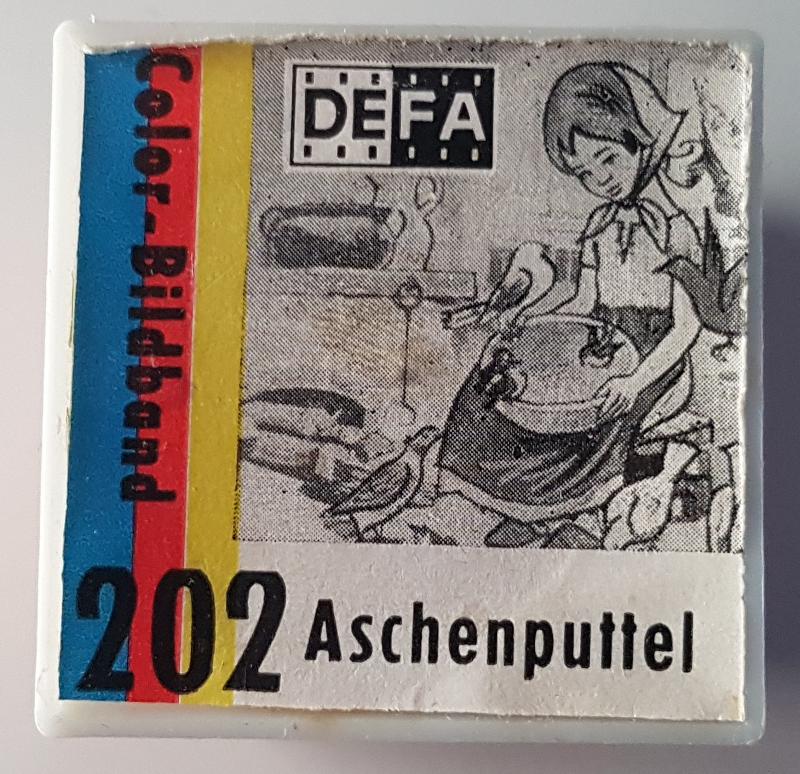 DEFA
Color-Bildband
202 Aschenputtel